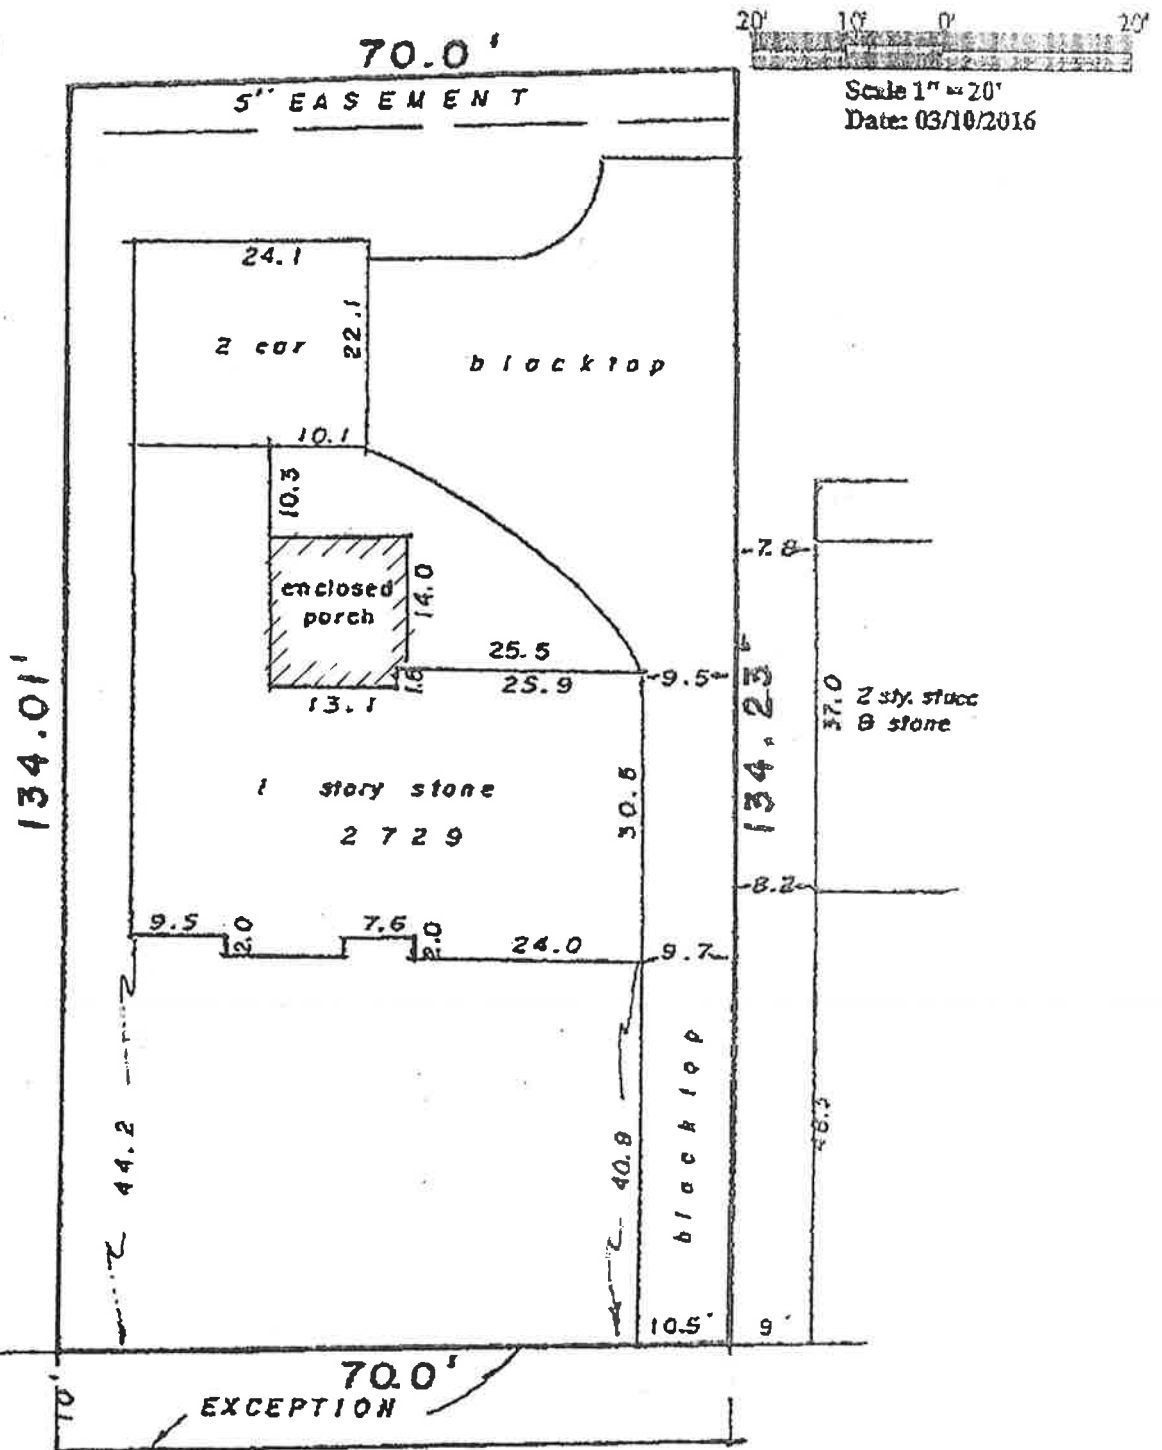 20' 10' 0' 20'
Scale 1" = 20'
Date: 03/10/2016
70.0'
5' EASEMENT
24.1
22.1
2 car
blacktop
10.1
10.3
7.8
enclosed
porch
14.0
25.5
25.9
9.5
1.6
13.1
134.01'
134.23'
37.0
2 sty. stucc
& stone
1 story stone
2729
30.5
8.2
9.5
2.0
7.6
2.0
24.0
9.7
44.2
40.9
blacktop
48.3
10.5'
9'
70.0'
10'
EXCEPTION